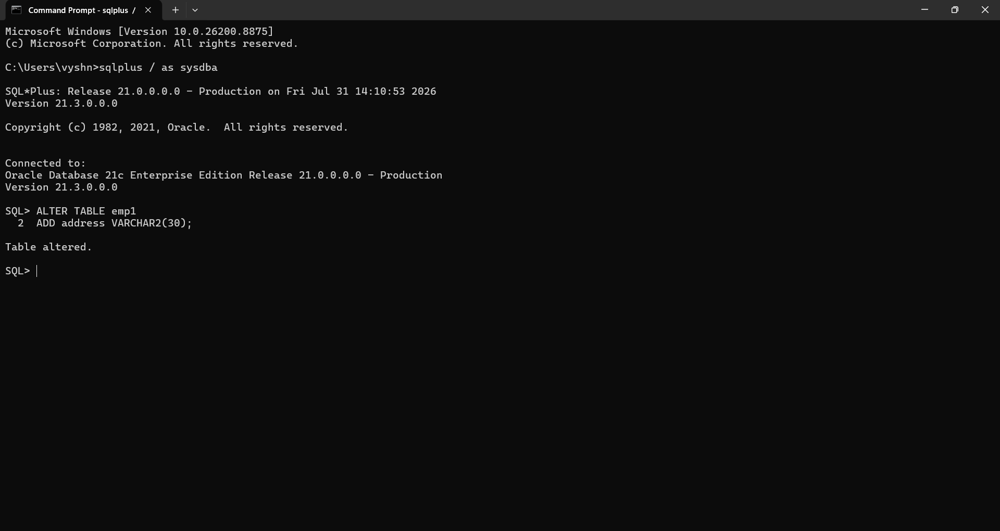 Command Prompt - sqlplus /
Microsoft Windows [Version 10.0.26200.8875]
(c) Microsoft Corporation. All rights reserved.
C:\Users\vyshn>sqlplus / as sysdba
SQL*Plus: Release 21.0.0.0.0 - Production on Fri Jul 31 14:10:53 2026
Version 21.3.0.0.0
Copyright (c) 1982, 2021, Oracle.  All rights reserved.
Connected to:
Oracle Database 21c Enterprise Edition Release 21.0.0.0.0 - Production
Version 21.3.0.0.0
SQL> ALTER TABLE emp1
  2  ADD address VARCHAR2(30);
Table altered.
SQL>